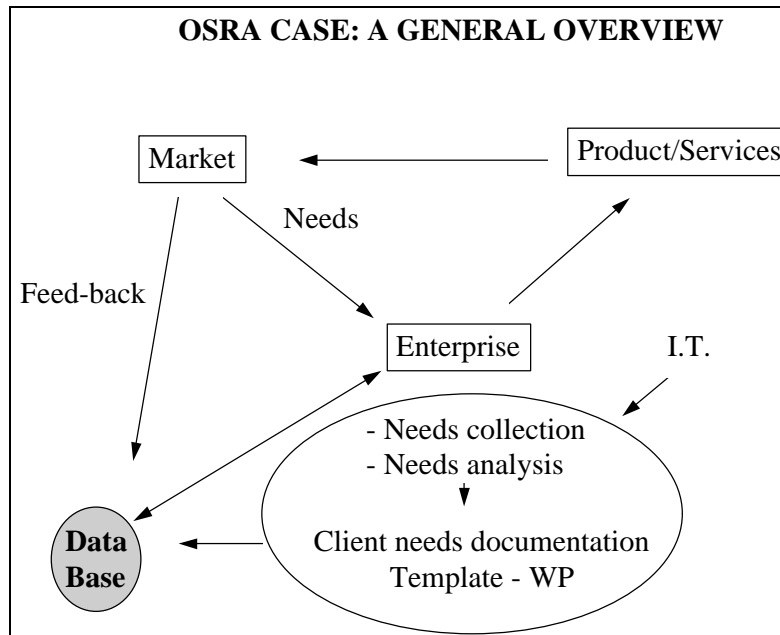 OSRA CASE: A GENERAL OVERVIEW
Market
Product/Services
Needs
Feed-back
Enterprise
I.T.
- Needs collection
- Needs analysis
Client needs documentation
Template - WP
Data
Base